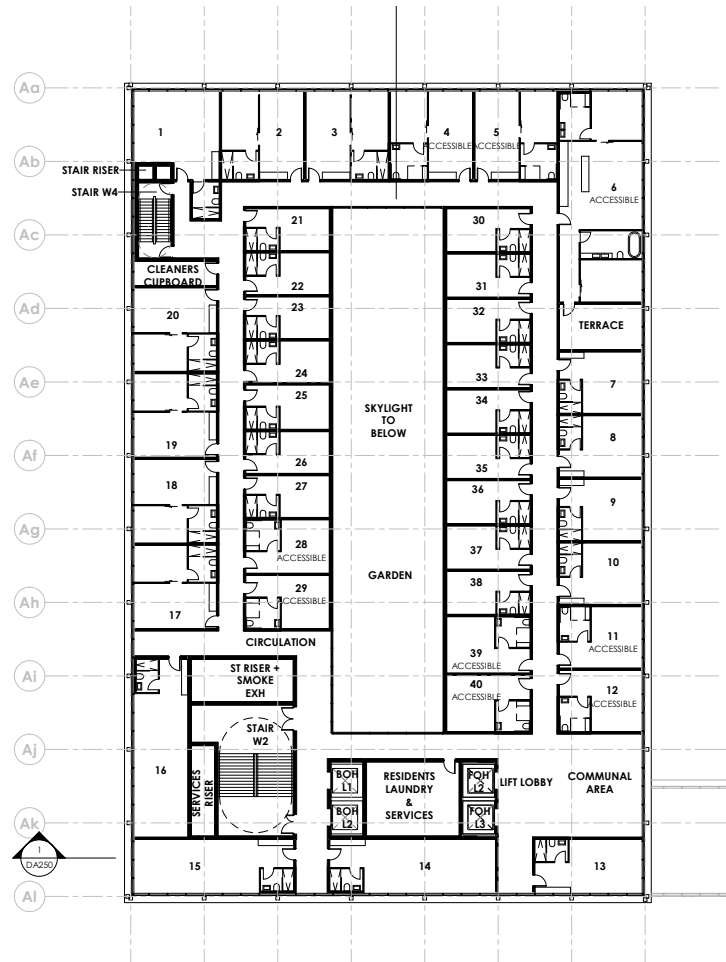 Aa
1
2
3
4
ACCESSIBLE
5
ACCESSIBLE
Ab
STAIR RISER
STAIR W4
6
ACCESSIBLE
21
30
Ac
CLEANERS
CUPBOARD
22
31
23
32
Ad
20
TERRACE
24
33
Ae
7
25
34
SKYLIGHT
TO
BELOW
8
19
26
35
Af
18
27
36
9
Ag
28
ACCESSIBLE
37
10
GARDEN
38
29
ACCESSIBLE
Ah
17
11
ACCESSIBLE
CIRCULATION
39
ACCESSIBLE
ST RISER +
SMOKE
EXH
Ai
40
ACCESSIBLE
12
ACCESSIBLE
STAIR
W2
Aj
16
SERVICES
RISER
BOH
L1
RESIDENTS
LAUNDRY
&
SERVICES
FOH
L2
LIFT LOBBY
COMMUNAL
AREA
BOH
L2
FOH
L3
Ak
1
DA250
15
14
13
Al